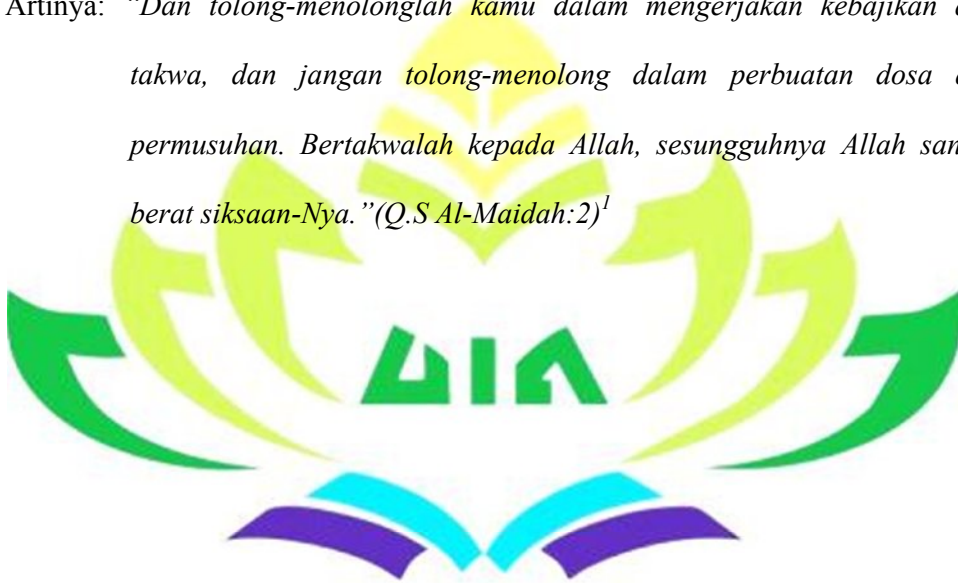 Artinya: “Dan tolong-menolonglah kamu dalam mengerjakan kebajikan
takwa, dan jangan tolong-menolong dalam perbuatan dosa
permusuhan. Bertakwalah kepada Allah, sesungguhnya Allah
berat siksaan-Nya.”(Q.S Al-Maidah:2)1